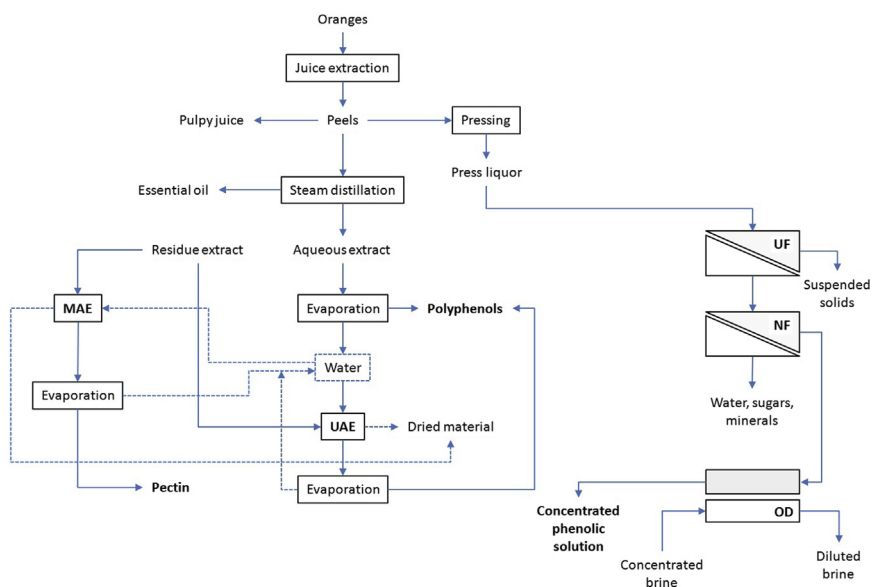 Oranges
Juice extraction
Pulpy juice
Peels
Pressing
Press liquor
Essential oil
Steam distillation
Residue extract
Aqueous extract
UF
Suspended
solids
MAE
Evaporation
Polyphenols
NF
Water
Evaporation
Water, sugars,
minerals
UAE
Dried material
Pectin
Evaporation
Concentrated
phenolic
solution
OD
Concentrated
brine
Diluted
brine